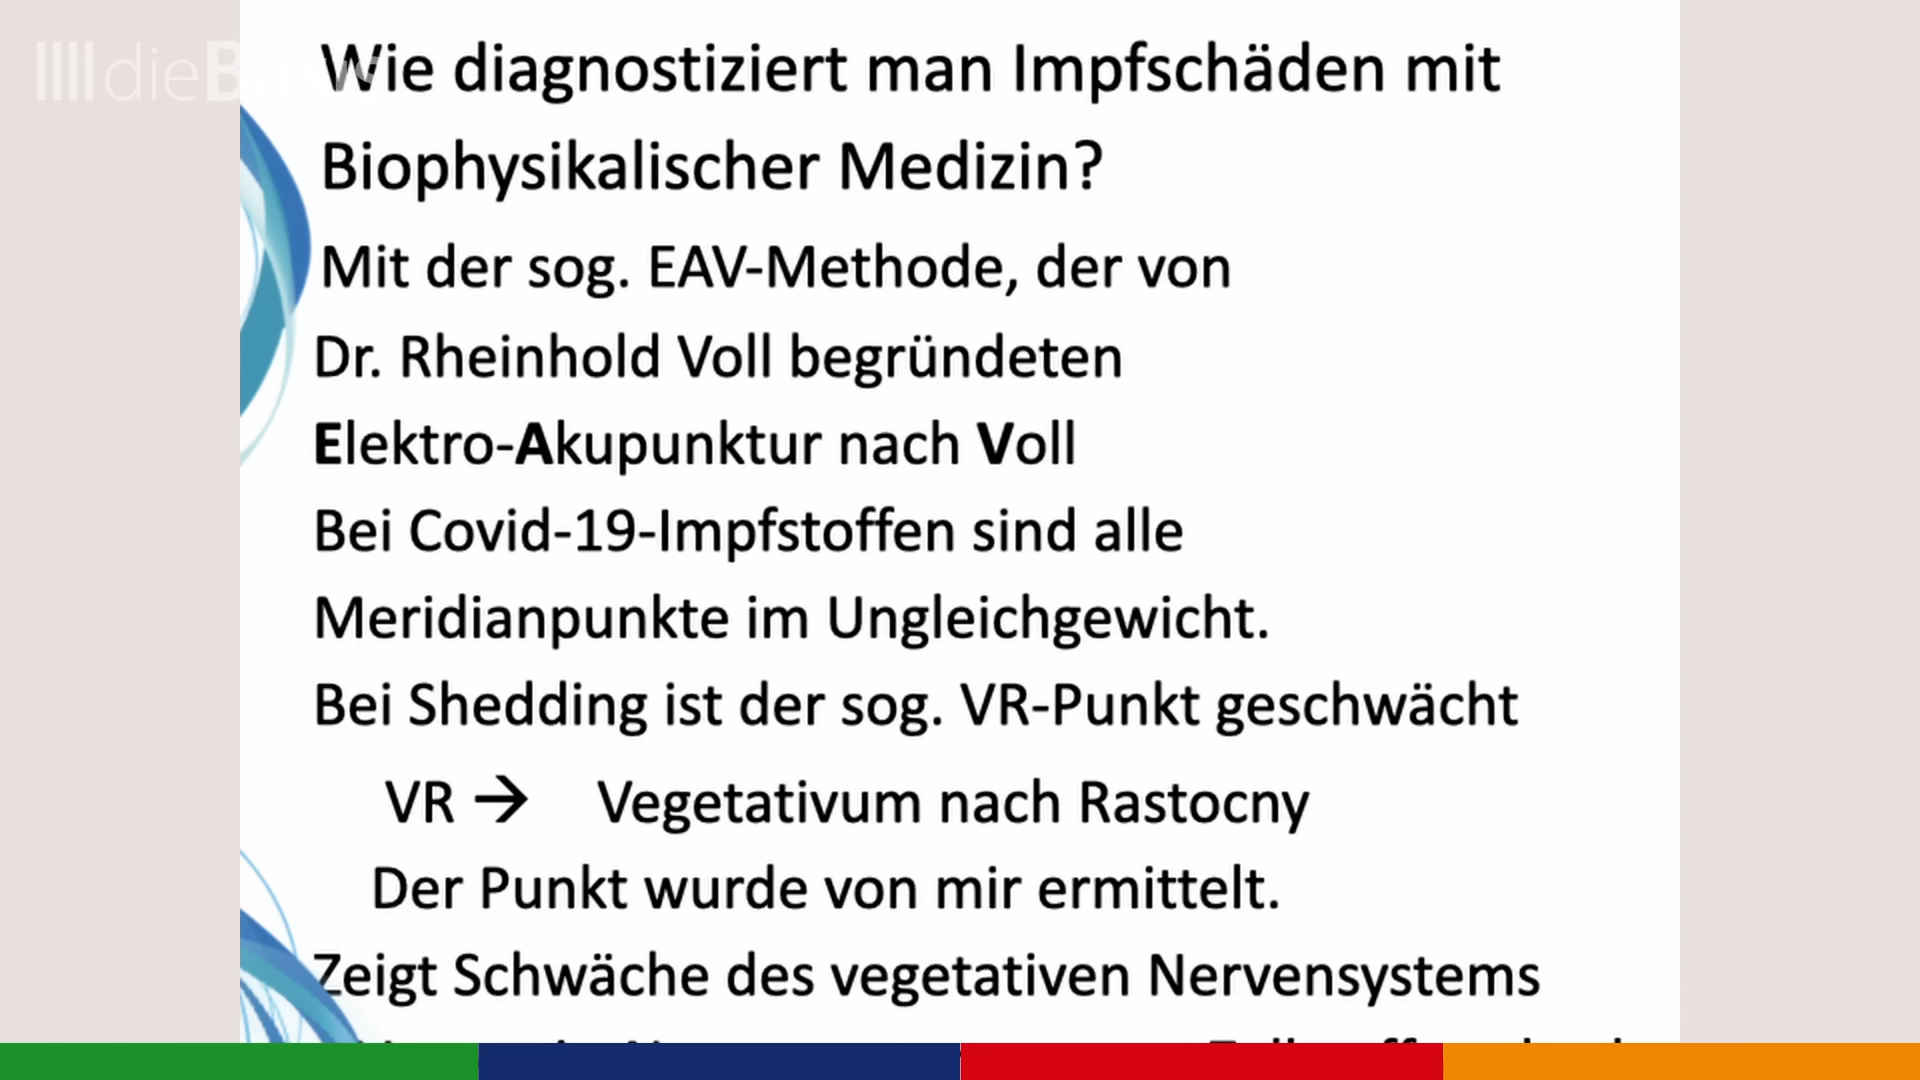 Wie diagnostiziert man Impfschäden mit
Biophysikalischer Medizin?
Mit der sog. EAV-Methode, der von
Dr. Rheinhold Voll begründeten
Elektro-Akupunktur nach Voll
Bei Covid-19-Impfstoffen sind alle
Meridianpunkte im Ungleichgewicht.
Bei Shedding ist der sog. VR-Punkt geschwächt
VR → Vegetativum nach Rastocny
Der Punkt wurde von mir ermittelt.
Zeigt Schwäche des vegetativen Nervensystems